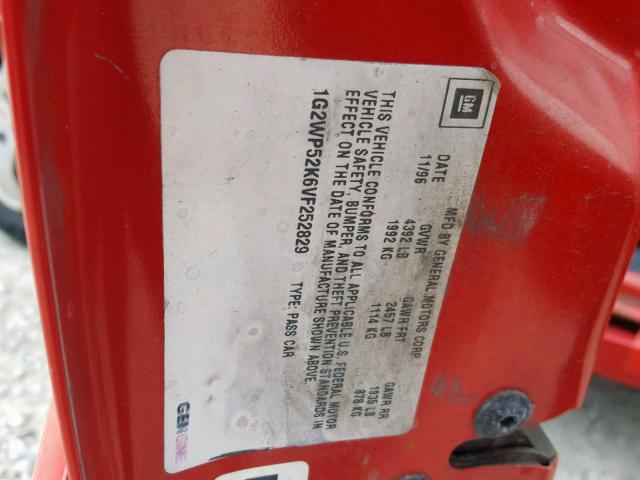 GM
MFD BY GENERAL MOTORS CORP
DATE GVWR GAWR FRT GAWR RR
11/96 4392 LB 2457 LB 1935 LB
1992 KG 1114 KG 878 KG
THIS VEHICLE CONFORMS TO ALL APPLICABLE U.S. FEDERAL MOTOR
VEHICLE SAFETY, BUMPER, AND THEFT PREVENTION STANDARDS IN
EFFECT ON THE DATE OF MANUFACTURE SHOWN ABOVE.
1G2WP52K6VF252829 TYPE: PASS CAR